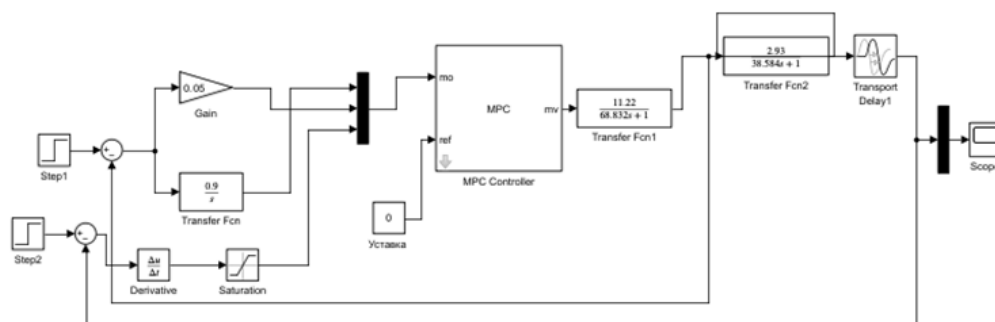 Step1
+
−
0.05
Gain
0.9
s
Transfer Fcn
Step2
+
−
Δu
Δt
Derivative
Saturation
mo
MPC
mv
ref
MPC Controller
0
Уставка
11.22
68.832s + 1
Transfer Fcn1
2.93
38.584s + 1
Transfer Fcn2
Transport
Delay1
Scope